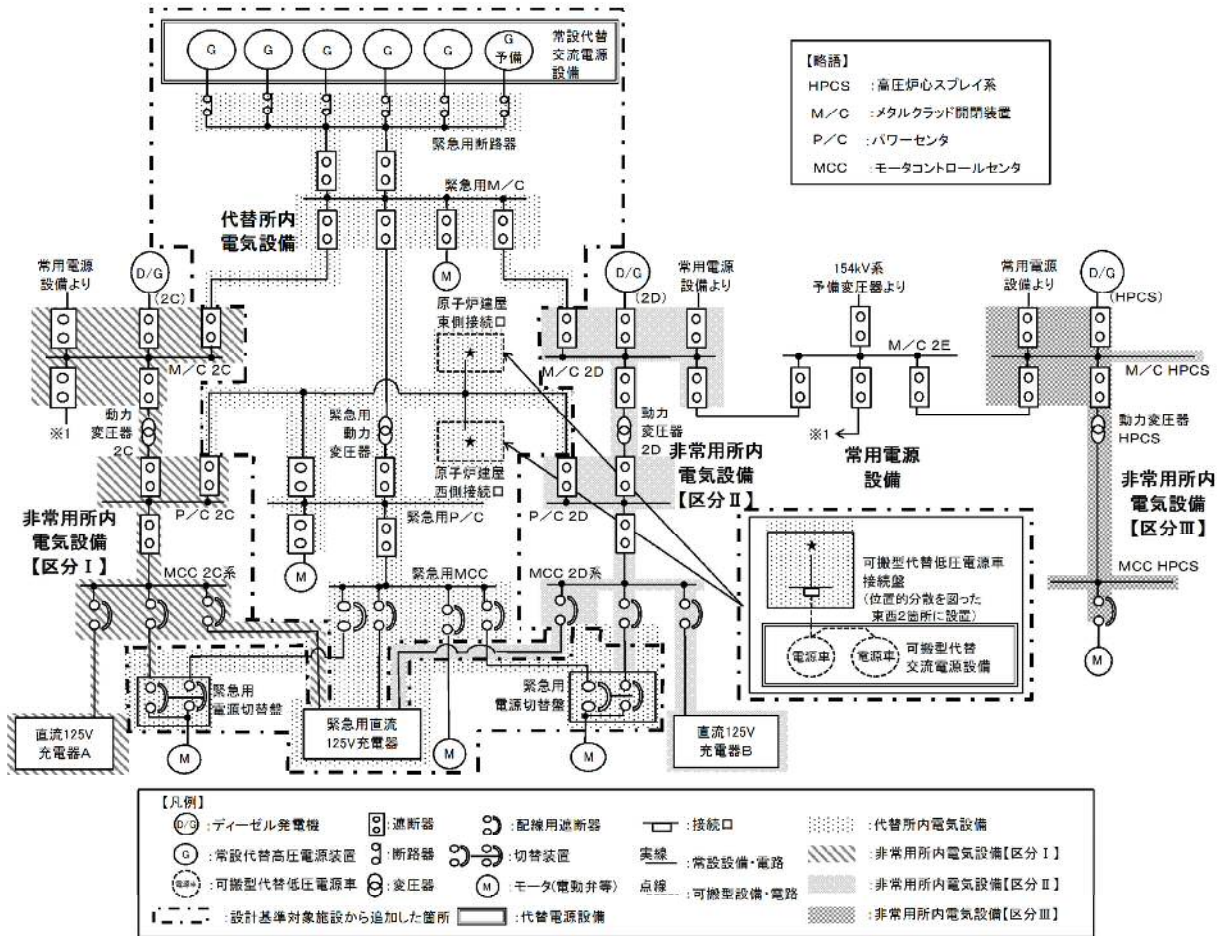 G
G
G
G
G
G
予備
常設代替
交流電源
設備
緊急用断路器
緊急用M/C
代替所内
電気設備
【略語】
HPCS :高圧炉心スプレイ系
M/C :メタルクラッド開閉装置
P/C :パワーセンタ
MCC :モータコントロールセンタ
常用電源
設備より
D/G
(2C)
M/C 2C
※1
動力
変圧器
2C
P/C 2C
非常用所内
電気設備
【区分Ⅰ】
MCC 2C系
M
原子炉建屋
東側接続口
★
★
原子炉建屋
西側接続口
緊急用
動力
変圧器
緊急用P/C
M
緊急用MCC
D/G
(2D)
常用電源
設備より
M/C 2D
動力
変圧器
2D
非常用所内
電気設備
【区分Ⅱ】
P/C 2D
MCC 2D系
154kV系
予備変圧器より
M/C 2E
※1
常用電源
設備
常用電源
設備より
D/G
(HPCS)
M/C HPCS
動力変圧器
HPCS
非常用所内
電気設備
【区分Ⅲ】
MCC HPCS
M
★
可搬型代替低圧電源車
接続盤
(位置的分散を図った
東西2箇所に設置)
電源車
電源車
可搬型代替
交流電源設備
緊急用
電源切替盤
直流125V
充電器A
M
緊急用直流
125V充電器
M
緊急用
電源切替盤
M
直流125V
充電器B
【凡例】
D/G :ディーゼル発電機
:遮断器
:配線用遮断器
:接続口
:代替所内電気設備
G :常設代替高圧電源装置
:断路器
:切替装置
実線 :常設設備・電路
:非常用所内電気設備【区分Ⅰ】
電源車 :可搬型代替低圧電源車
:変圧器
M :モータ(電動弁等)
点線 :可搬型設備・電路
:非常用所内電気設備【区分Ⅱ】
:設計基準対象施設から追加した箇所
:代替電源設備
:非常用所内電気設備【区分Ⅲ】